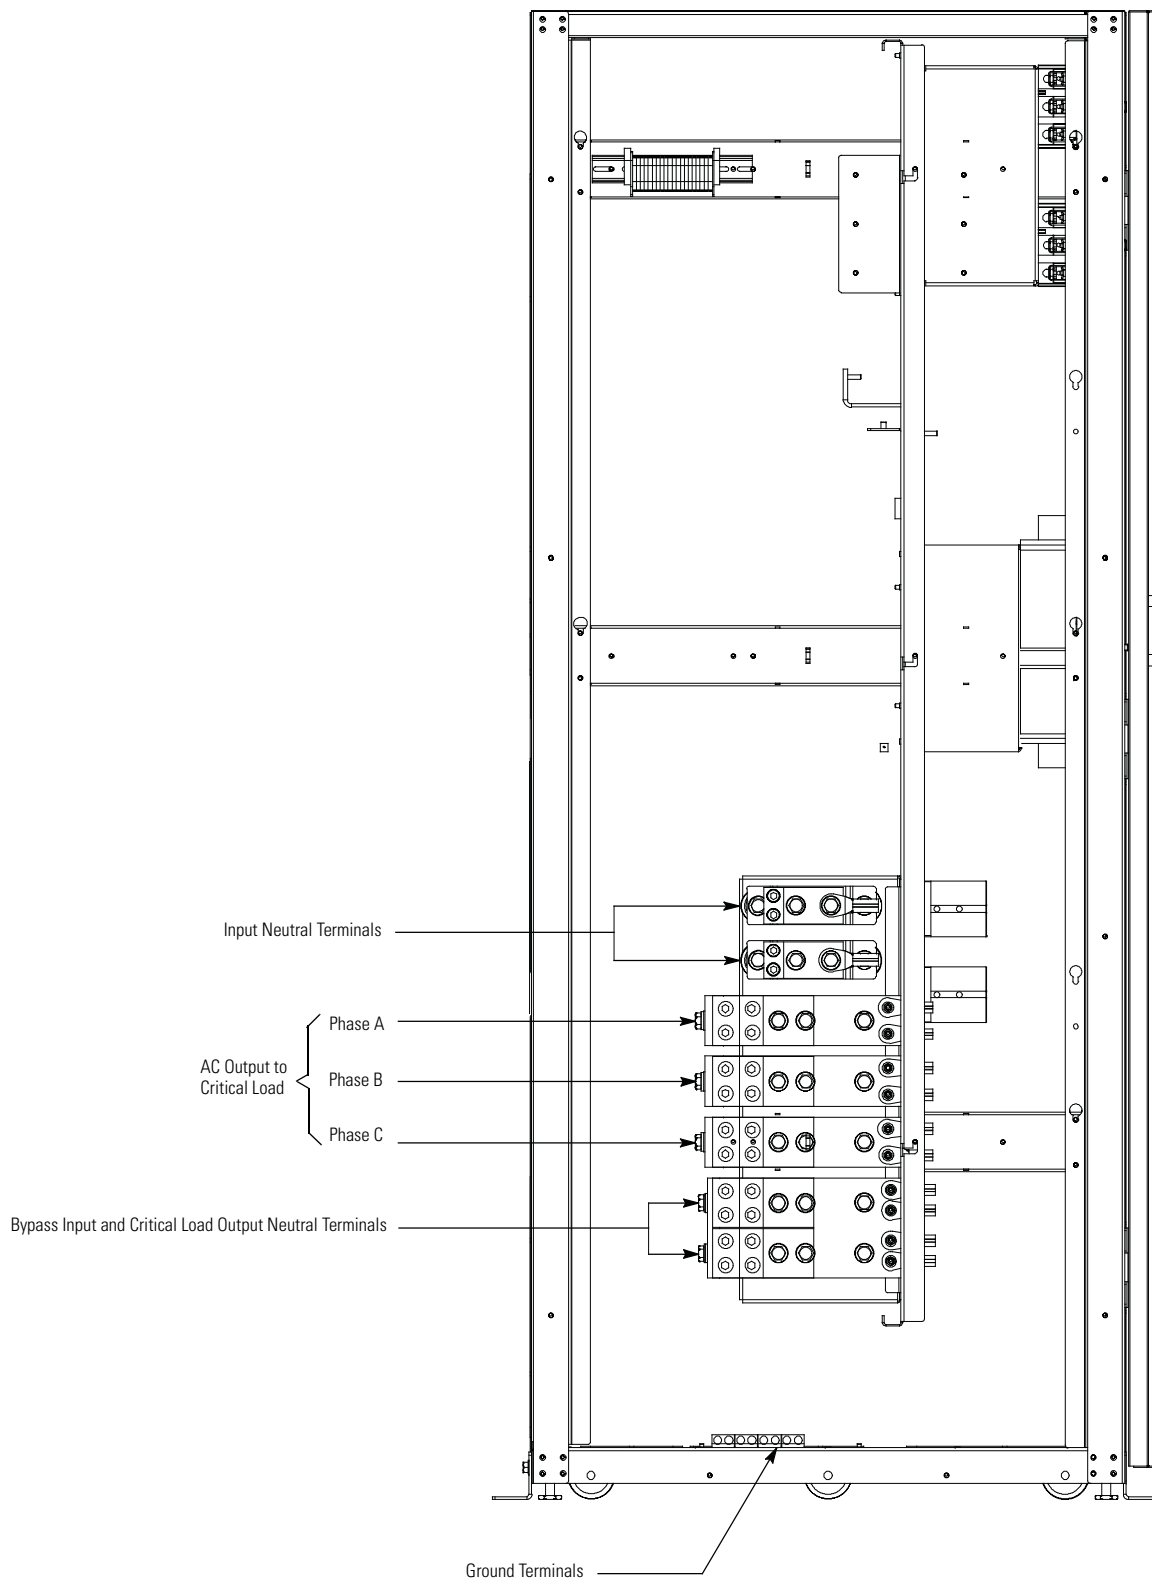 Input Neutral Terminals
Phase A
AC Output to
Critical Load
Phase B
Phase C
Bypass Input and Critical Load Output Neutral Terminals
Ground Terminals